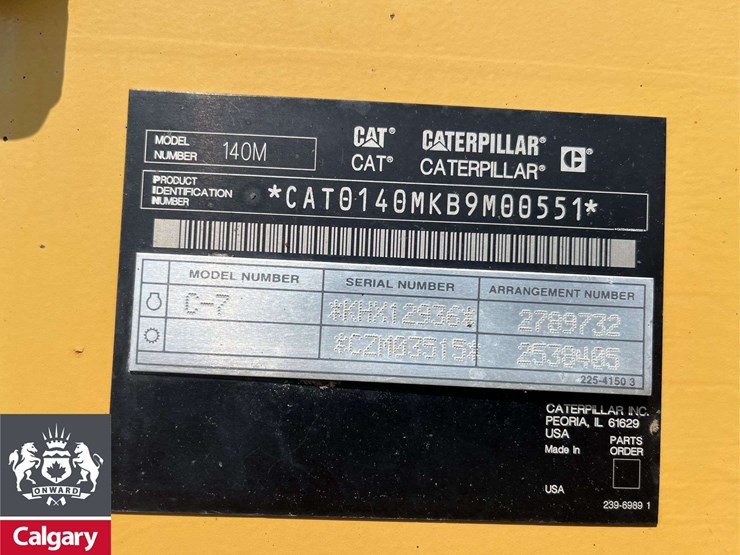 MODEL NUMBER 140M
CAT® CATERPILLAR® C
CAT® CATERPILLAR®
PRODUCT IDENTIFICATION NUMBER *CAT0140MKB9M00551*
MODEL NUMBER SERIAL NUMBER ARRANGEMENT NUMBER
C-7 *KHX12936* 2789732
*CZM03515* 2539405
225-4150 3
CATERPILLAR INC.
PEORIA, IL 61629
USA
Made In
PARTS ORDER
USA
239-6989 1
ONWARD
Calgary